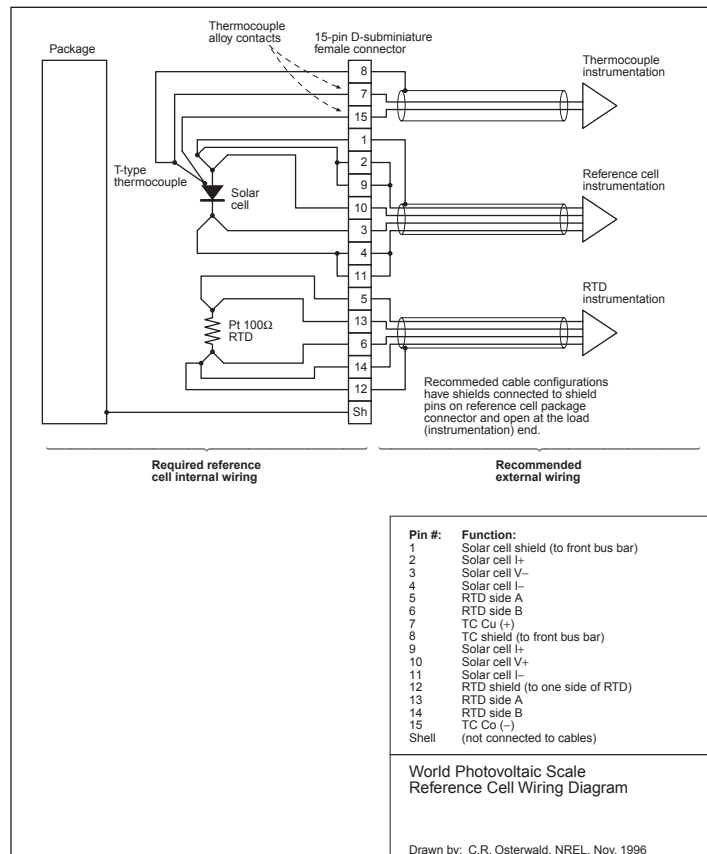 Package
Thermocouple
alloy contacts
15-pin D-subminiature
female connector
Thermocouple
instrumentation
8
7
15
1
2
9
10
3
4
11
5
13
6
14
12
Sh
T-type
thermocouple
Solar
cell
Reference cell
instrumentation
RTD
instrumentation
Pt 100Ω
RTD
Recommeded cable configurations
have shields connected to shield
pins on reference cell package
connector and open at the load
(instrumentation) end.
Required reference
cell internal wiring
Recommended
external wiring
Pin #: Function:
1 Solar cell shield (to front bus bar)
2 Solar cell I+
3 Solar cell V−
4 Solar cell I−
5 RTD side A
6 RTD side B
7 TC Cu (+)
8 TC shield (to front bus bar)
9 Solar cell I+
10 Solar cell V+
11 Solar cell I−
12 RTD shield (to one side of RTD)
13 RTD side A
14 RTD side B
15 TC Co (−)
Shell (not connected to cables)
World Photovoltaic Scale
Reference Cell Wiring Diagram
Drawn by: C.R. Osterwald, NREL, Nov. 1996